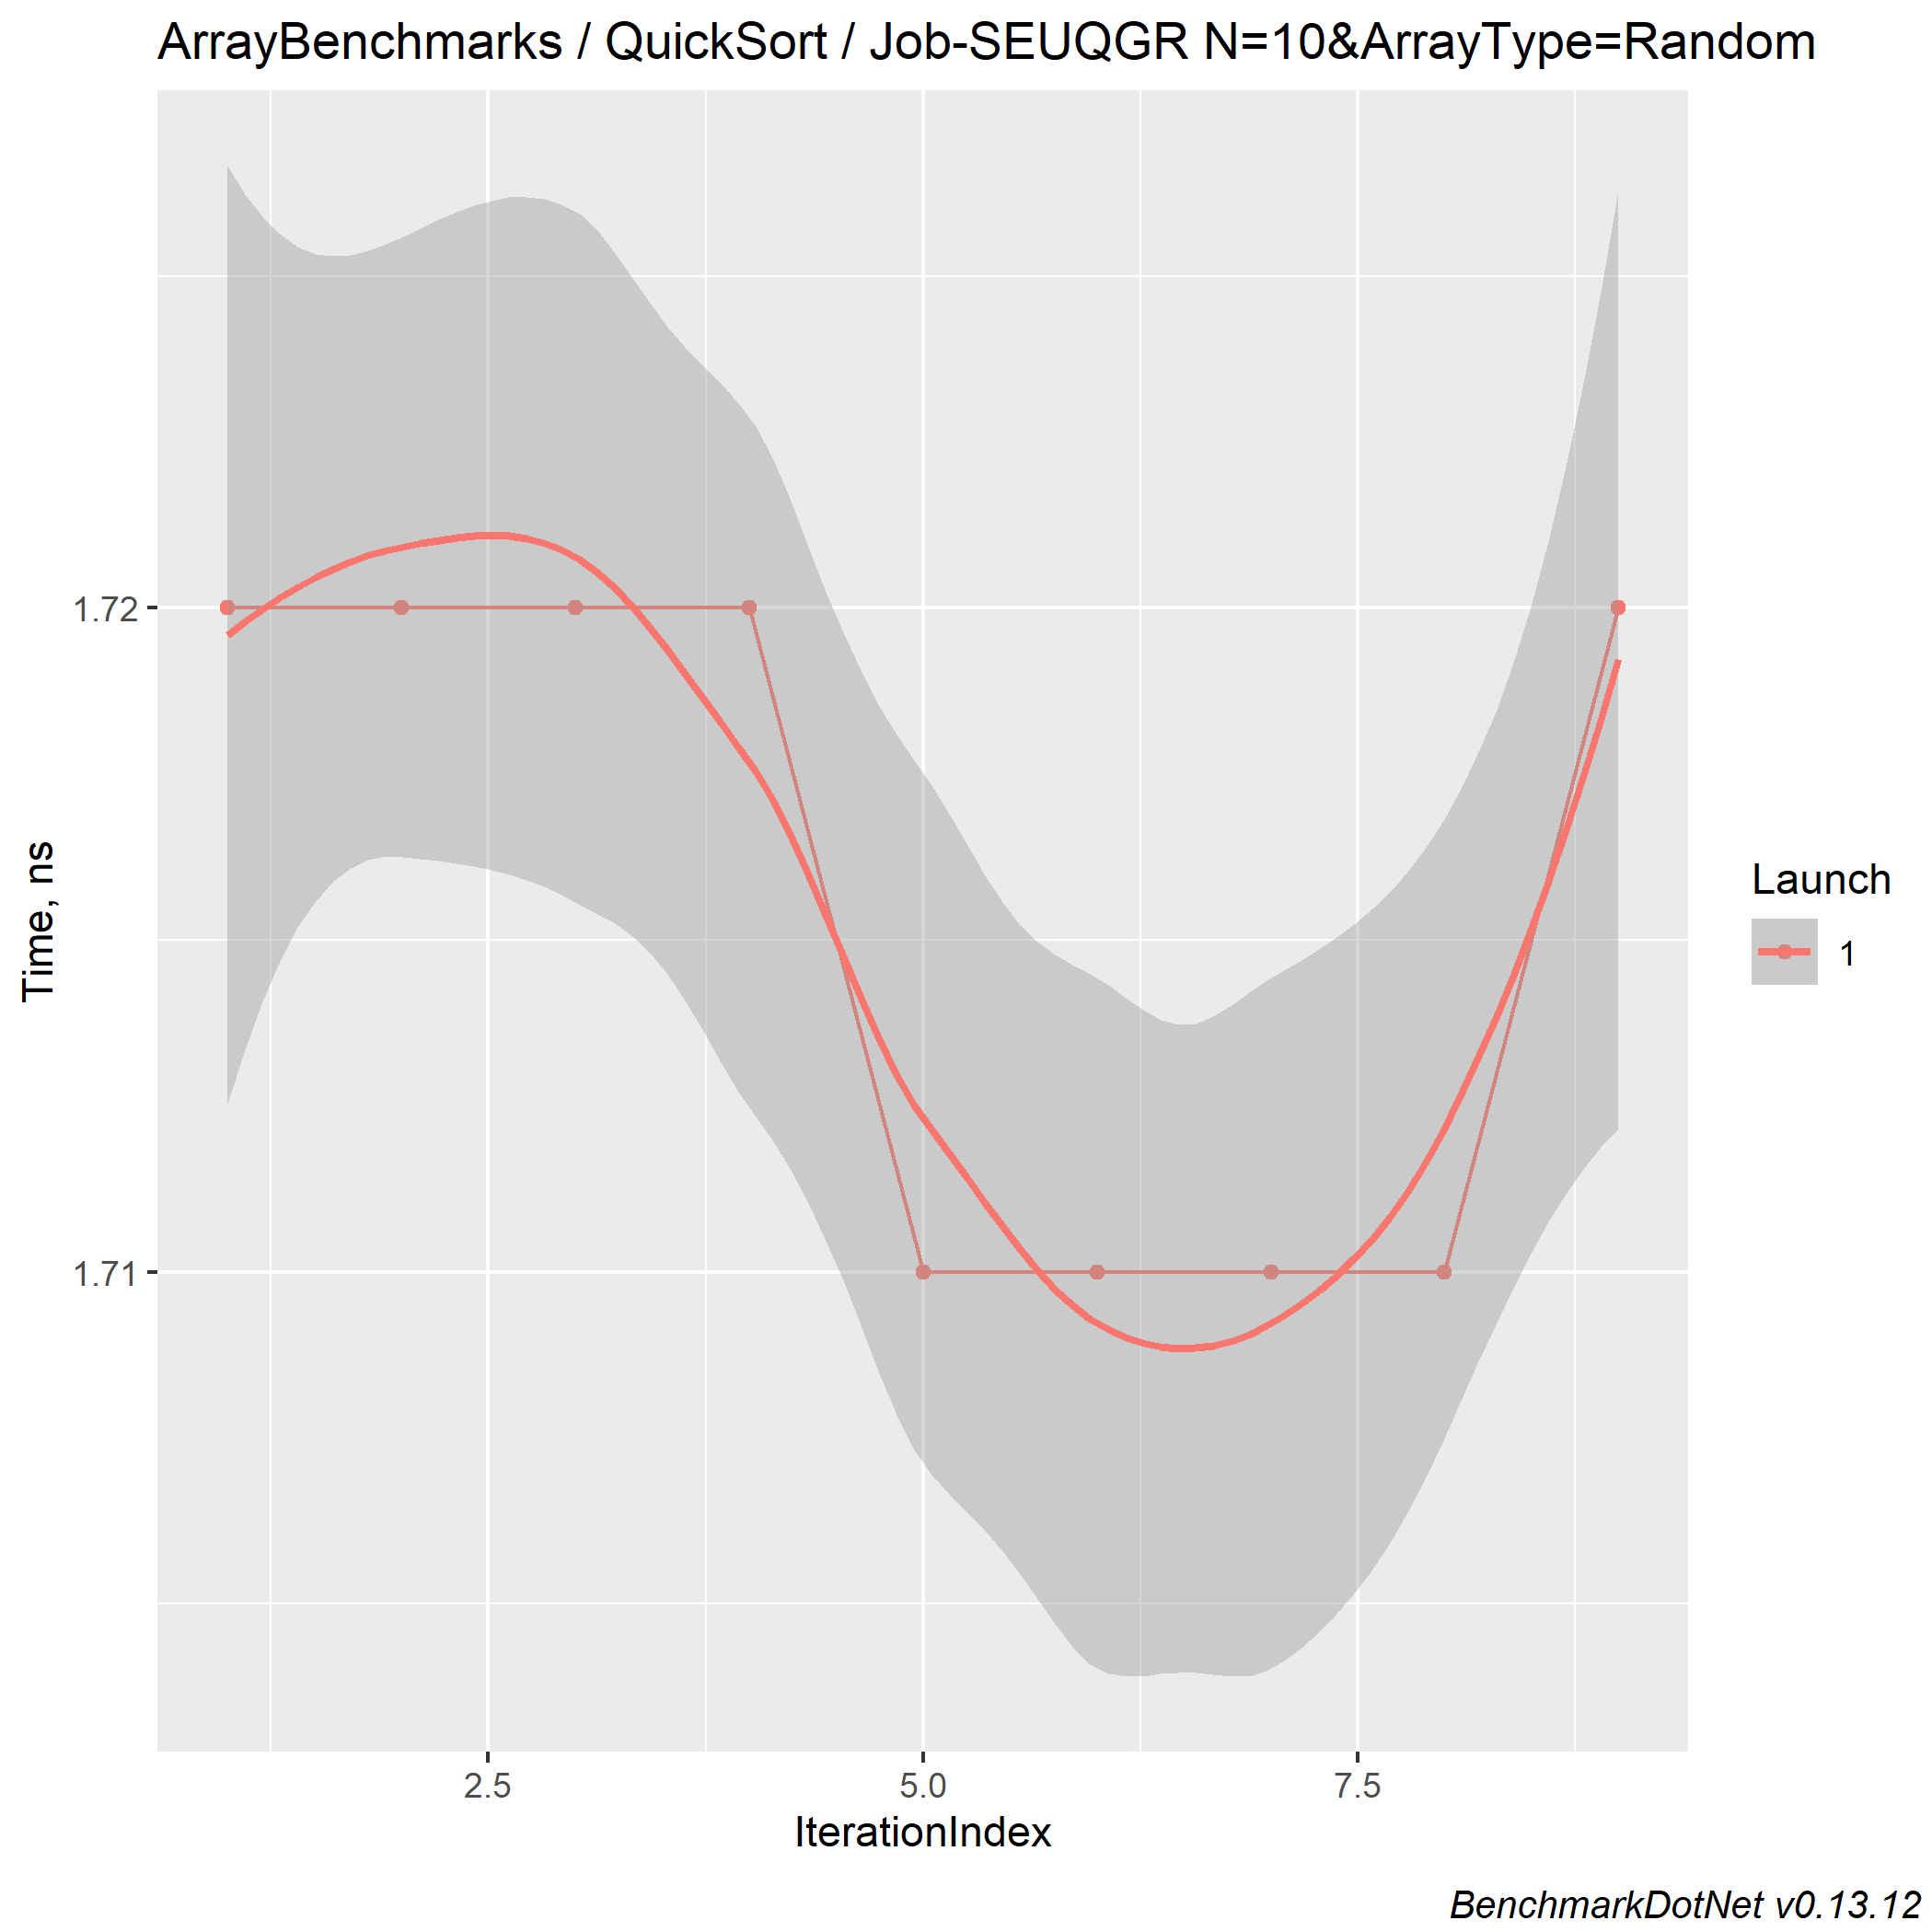 ArrayBenchmarks / QuickSort / Job-SEUQGR N=10&ArrayType=Random
Time, ns
1.72
1.71
2.5 5.0 7.5
IterationIndex
Launch
1
BenchmarkDotNet v0.13.12